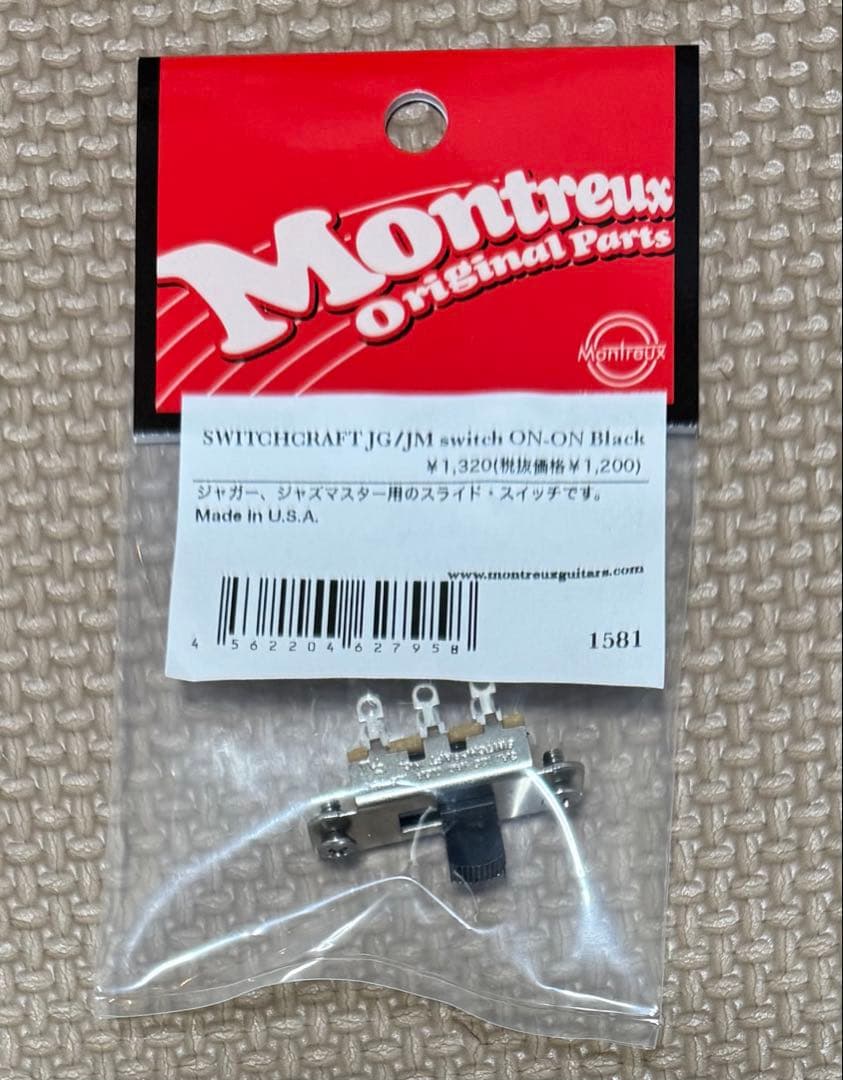 Montreux
Original Parts
Montreux
SWITCHCRAFT JG/JM switch ON-ON Black
¥1,320(税抜価格¥1,200)
ジャガー、ジャズマスター用のスライド・スイッチです。
Made in U.S.A.
www.montreuxguitars.com
4 562204 627958
1581